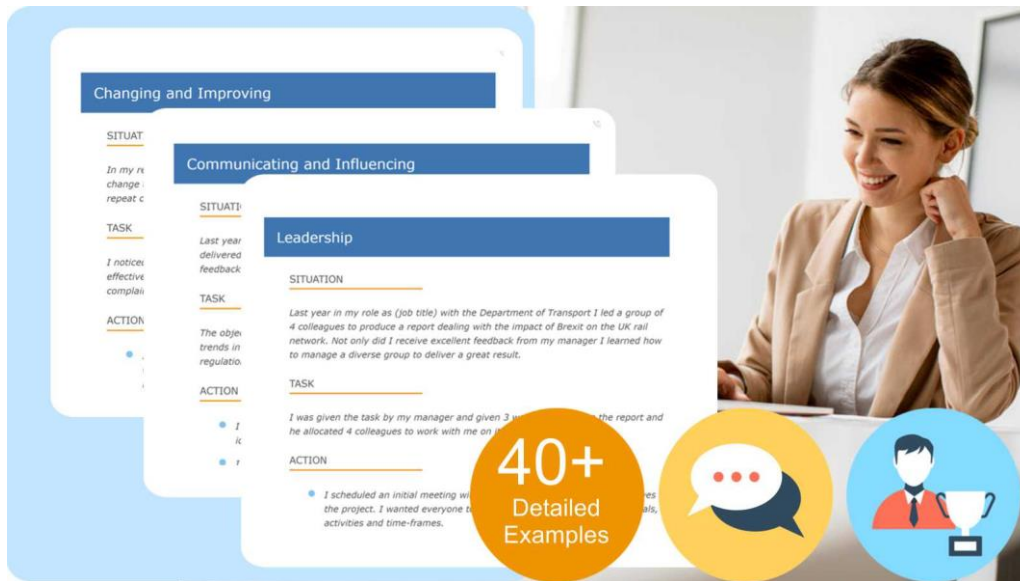 Changing and Improving
SITUAT
In my re
change
repeat c
TASK
I noticed
effective
complai
ACTION
Communicating and Influencing
SITUATI
Last year
delivered
feedback
TASK
The obje
trends in
regulatio
ACTION
I
Leadership
SITUATION
Last year in my role as (job title) with the Department of Transport I led a group of
4 colleagues to produce a report dealing with the impact of Brexit on the UK rail
network. Not only did I receive excellent feedback from my manager I learned how
to manage a diverse group to deliver a great result.
TASK
I was given the task by my manager and given 3 w the report and
he allocated 4 colleagues to work with me on i
ACTION
I scheduled an initial meeting wi es
the project. I wanted everyone t als,
activities and time-frames.
40+
Detailed
Examples